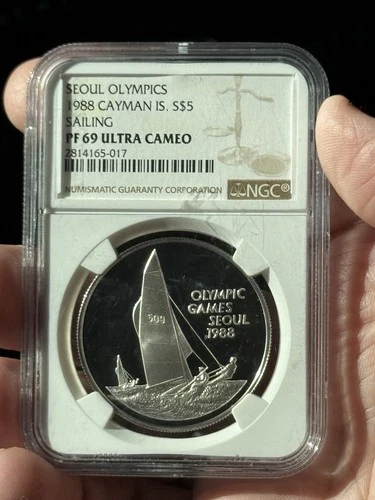 SEOUL OLYMPICS
1988 CAYMAN IS. S$5
SAILING
PF 69 ULTRA CAMEO
2814165-017
NUMISMATIC GUARANTY CORPORATION NGC®
OLYMPIC
GAMES
SEOUL
1988
509